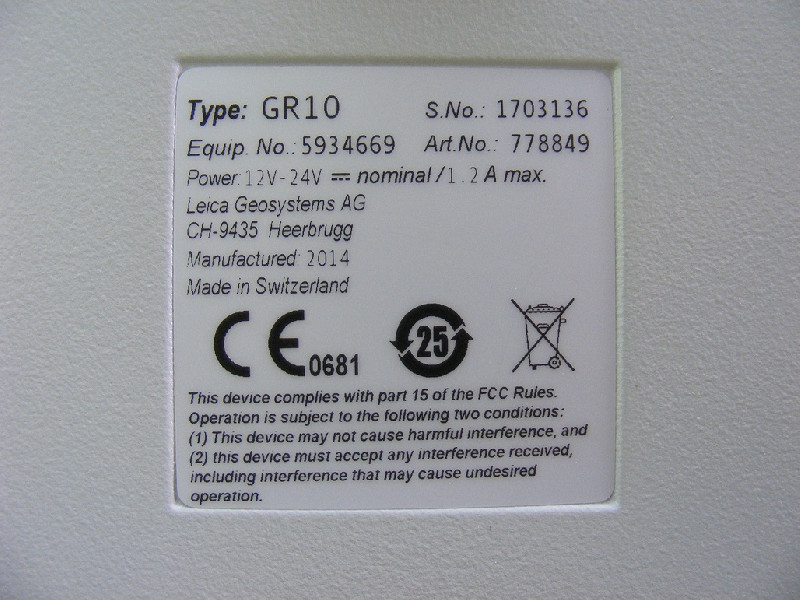 Type: GR10 S.No.: 1703136
Equip. No.: 5934669 Art.No.: 778849
Power: 12V-24V ⎓ nominal / 1.2 A max.
Leica Geosystems AG
CH-9435 Heerbrugg
Manufactured: 2014
Made in Switzerland
CE 0681 25
This device complies with part 15 of the FCC Rules.
Operation is subject to the following two conditions:
(1) This device may not cause harmful interference, and
(2) this device must accept any interference received,
including interference that may cause undesired
operation.